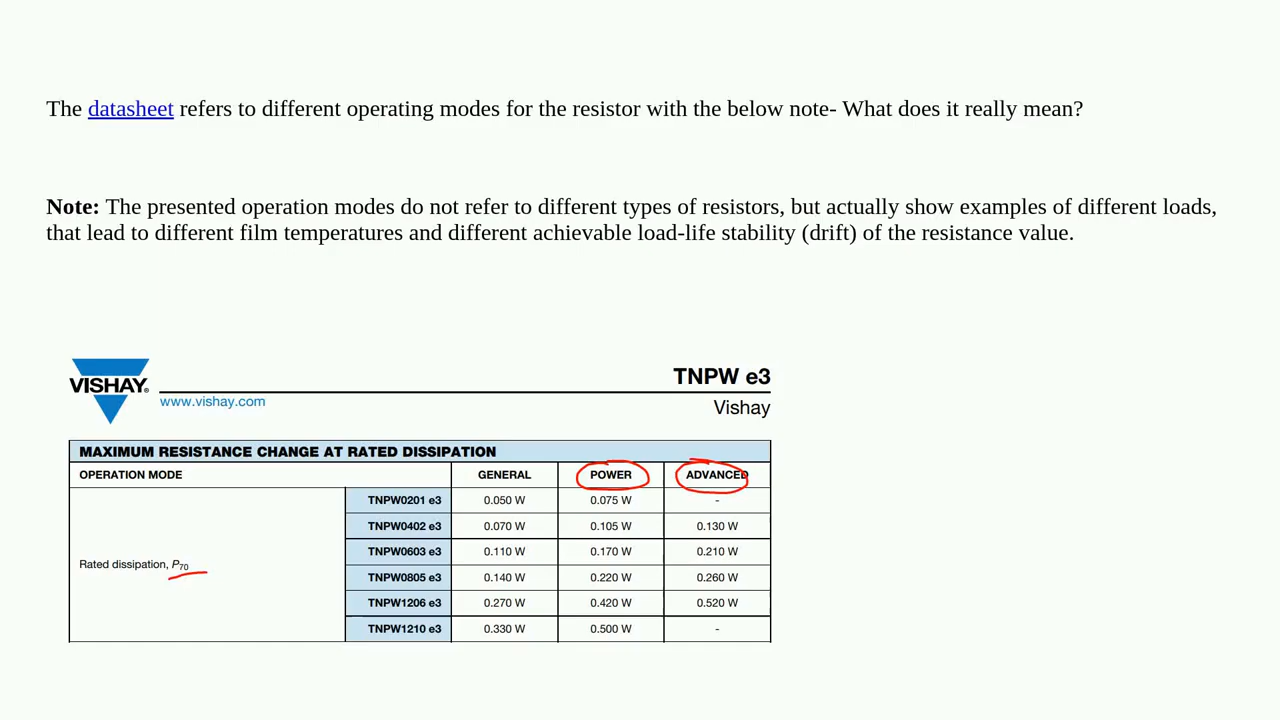 The datasheet refers to different operating modes for the resistor with the below note- What does it really mean?
Note: The presented operation modes do not refer to different types of resistors, but actually show examples of different loads,
that lead to different film temperatures and different achievable load-life stability (drift) of the resistance value.
VISHAY®
www.vishay.com
TNPW e3
Vishay
MAXIMUM RESISTANCE CHANGE AT RATED DISSIPATION
OPERATION MODE GENERAL POWER ADVANCED
Rated dissipation, P70
TNPW0201 e3 0.050 W 0.075 W -
TNPW0402 e3 0.070 W 0.105 W 0.130 W
TNPW0603 e3 0.110 W 0.170 W 0.210 W
TNPW0805 e3 0.140 W 0.220 W 0.260 W
TNPW1206 e3 0.270 W 0.420 W 0.520 W
TNPW1210 e3 0.330 W 0.500 W -